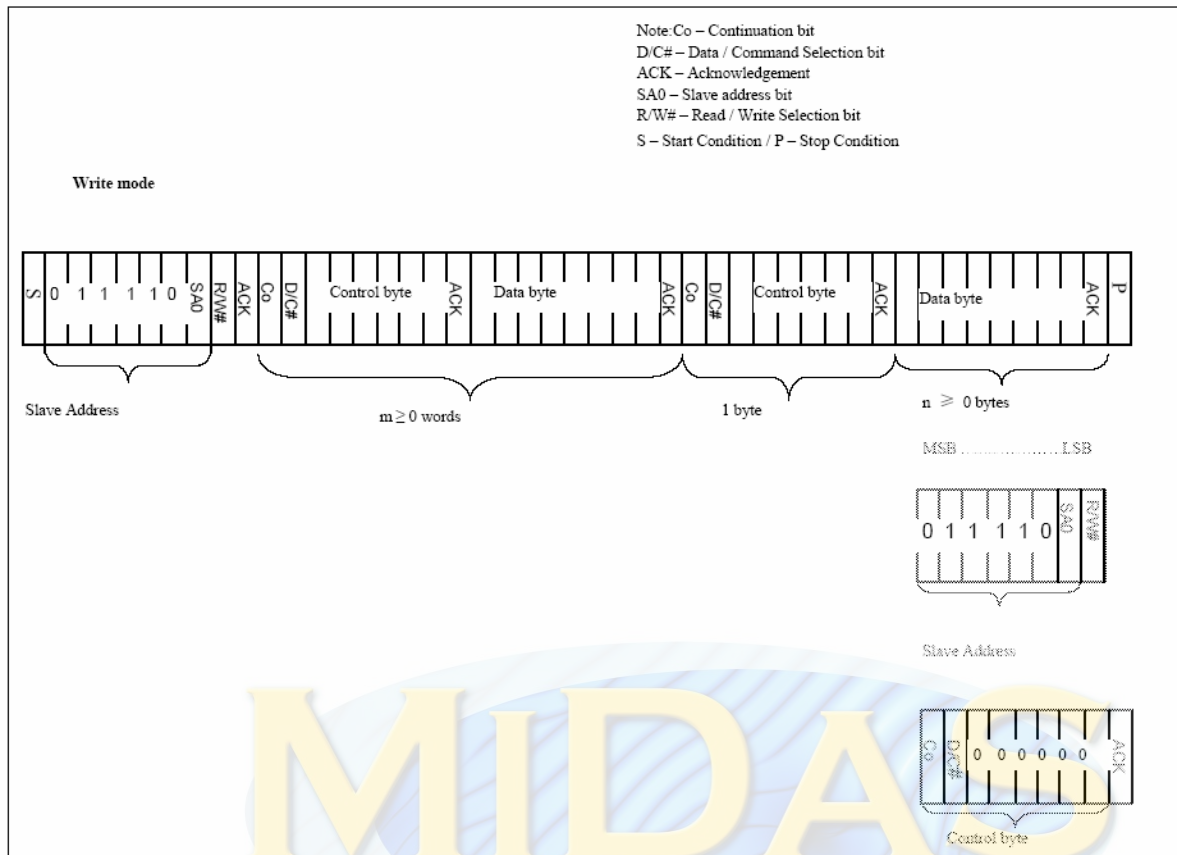 Note:Co – Continuation bit
D/C# – Data / Command Selection bit
ACK – Acknowledgement
SA0 – Slave address bit
R/W# – Read / Write Selection bit
S – Start Condition / P – Stop Condition
Write mode
S 0 1 1 1 1 0 SA0 R/W# ACK Co D/C# Control byte ACK Data byte ACK Co D/C# Control byte ACK Data byte ACK P
Slave Address
m ≥ 0 words
1 byte
n ≥ 0 bytes
MSB ......................LSB
0 1 1 1 1 0 SA0 R/W#
Slave Address
Co D/C# 0 0 0 0 0 0 ACK
Control byte
MIDAS